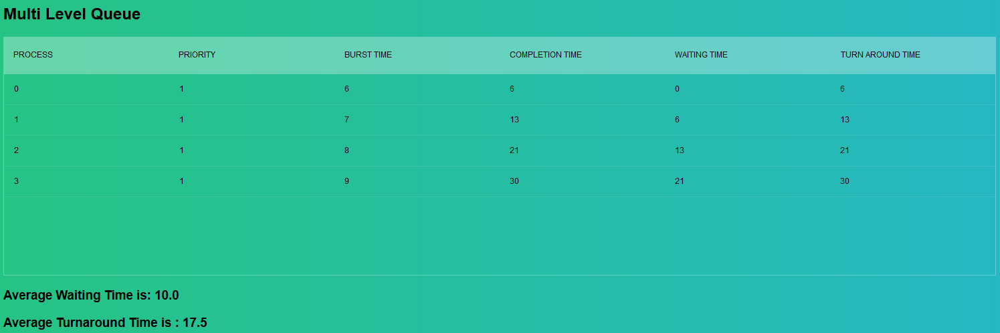 Multi Level Queue
PROCESS PRIORITY BURST TIME COMPLETION TIME WAITING TIME TURN AROUND TIME
0 1 6 6 0 6
1 1 7 13 6 13
2 1 8 21 13 21
3 1 9 30 21 30
Average Waiting Time is: 10.0
Average Turnaround Time is : 17.5